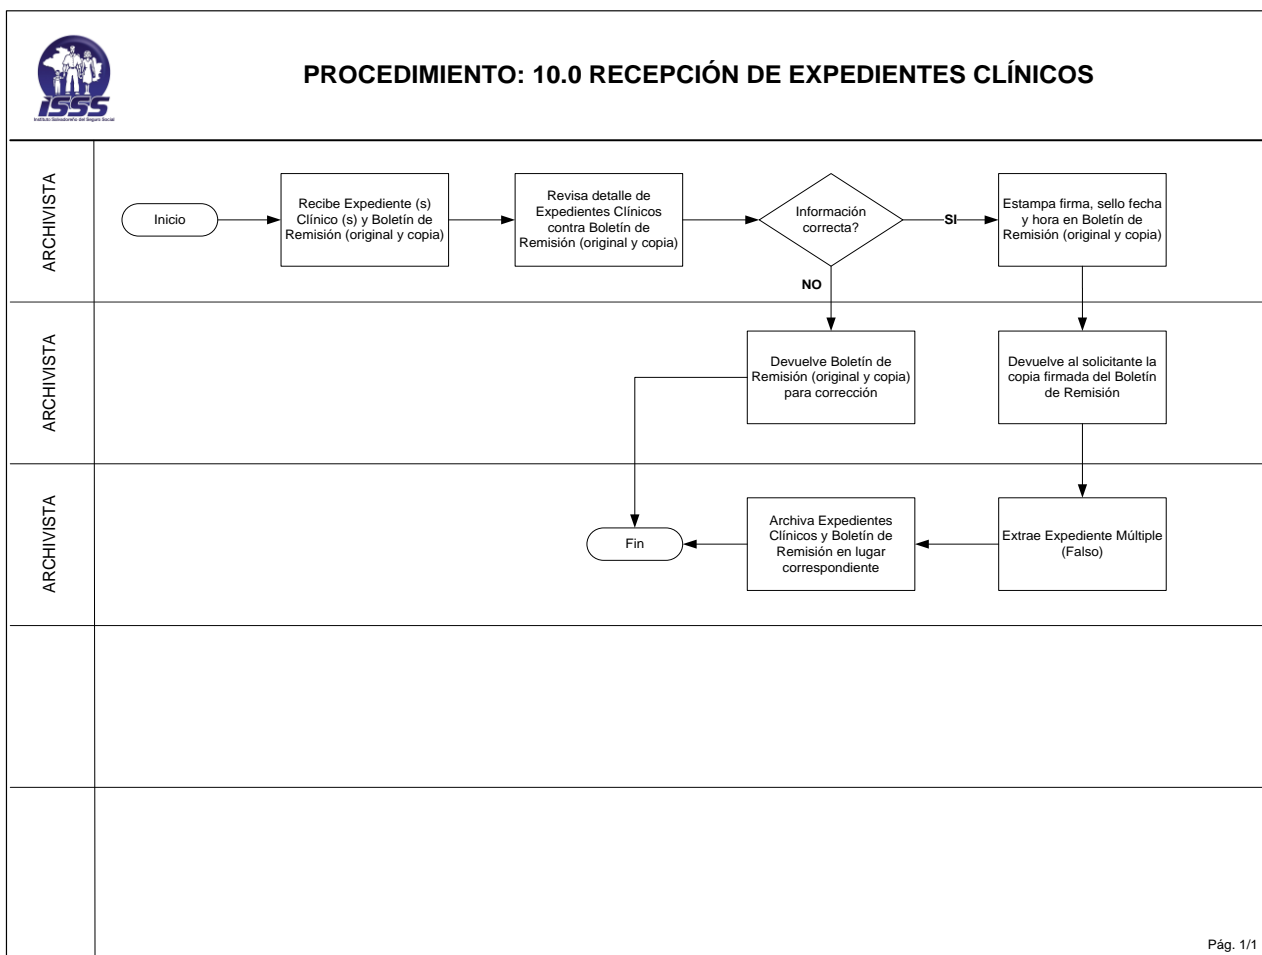 ISSS
Instituto Salvadoreño del Seguro Social
PROCEDIMIENTO: 10.0 RECEPCIÓN DE EXPEDIENTES CLÍNICOS
ARCHIVISTA
Inicio
Recibe Expediente (s)
Clínico (s) y Boletín de
Remisión (original y copia)
Revisa detalle de
Expedientes Clínicos
contra Boletín de
Remisión (original y copia)
Información
correcta?
SI
Estampa firma, sello fecha
y hora en Boletín de
Remisión (original y copia)
NO
ARCHIVISTA
Devuelve Boletín de
Remisión (original y copia)
para corrección
Devuelve al solicitante la
copia firmada del Boletín
de Remisión
ARCHIVISTA
Fin
Archiva Expedientes
Clínicos y Boletín de
Remisión en lugar
correspondiente
Extrae Expediente Múltiple
(Falso)
Pág. 1/1